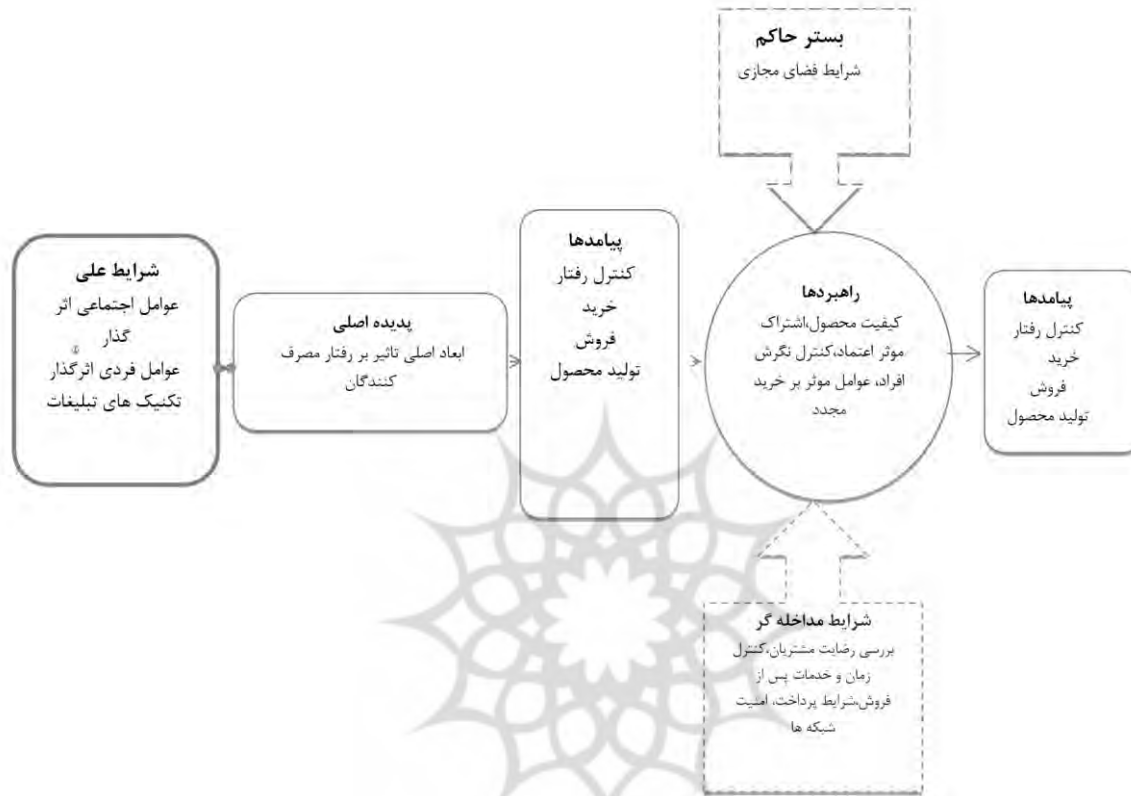 بستر حاکم
شرایط فضای مجازی
شرایط علی
عوامل اجتماعی اثر
گذار
عوامل فردی اثرگذار
تکنیک های تبلیغات
پدیده اصلی
ابعاد اصلی تاثیر بر رفتار مصرف
کنندگان
پیامدها
کنترل رفتار
خرید
فروش
تولید محصول
راهبردها
کیفیت محصول،اشتراک
موثر اعتماد،کنترل نگرش
افراد، عوامل موثر بر خرید
مجدد
پیامدها
کنترل رفتار
خرید
فروش
تولید محصول
شرایط مداخله گر
بررسی رضایت مشتریان،کنترل
زمان و خدمات پس از
فروش،شرایط پرداخت، امنیت
شبکه ها